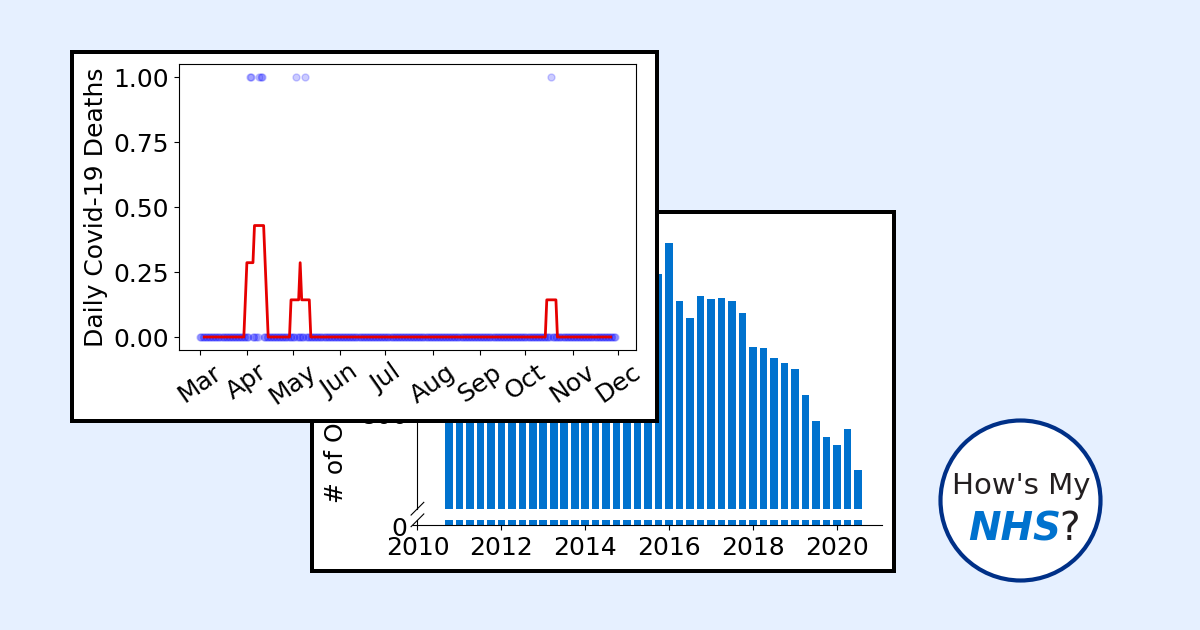 Daily Covid-19 Deaths
1.00
0.75
0.50
0.25
0.00
Mar Apr May Jun Jul Aug Sep Oct Nov Dec
# of O
0
2010 2012 2014 2016 2018 2020
How's My
NHS?